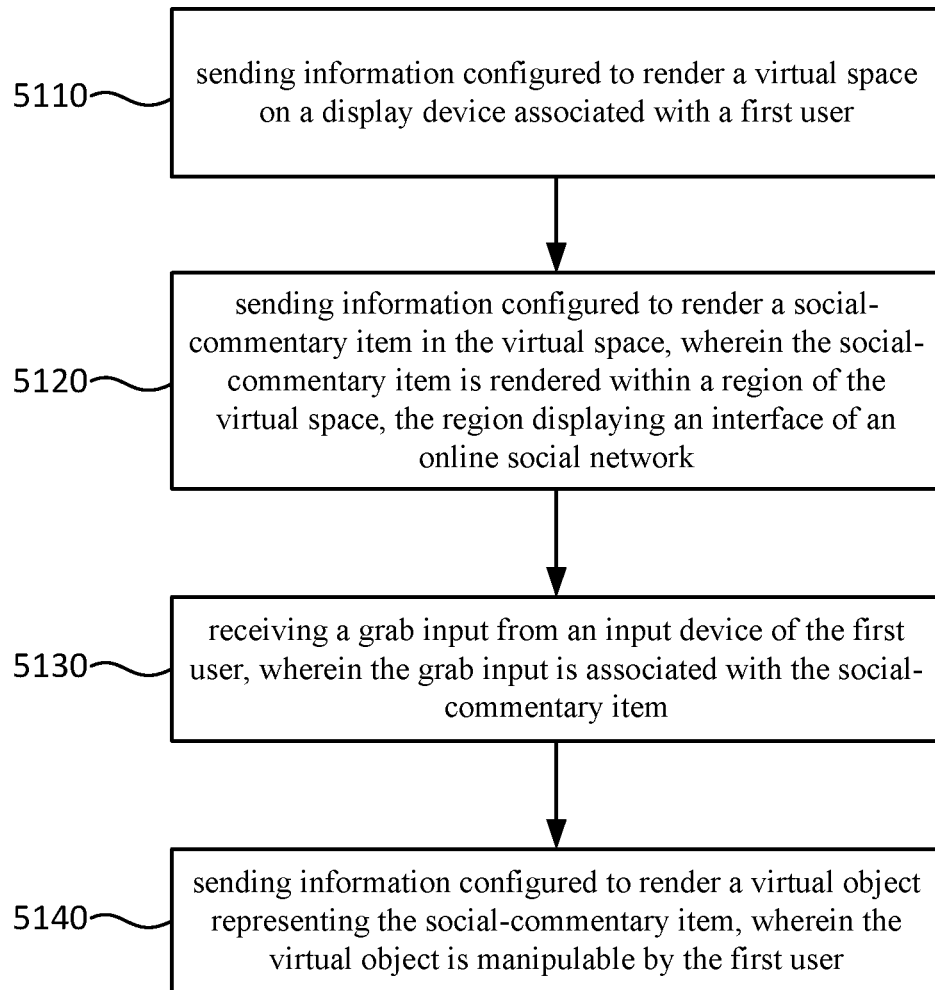 5110
sending information configured to render a virtual space
on a display device associated with a first user
5120
sending information configured to render a social-
commentary item in the virtual space, wherein the social-
commentary item is rendered within a region of the
virtual space, the region displaying an interface of an
online social network
5130
receiving a grab input from an input device of the first
user, wherein the grab input is associated with the social-
commentary item
5140
sending information configured to render a virtual object
representing the social-commentary item, wherein the
virtual object is manipulable by the first user